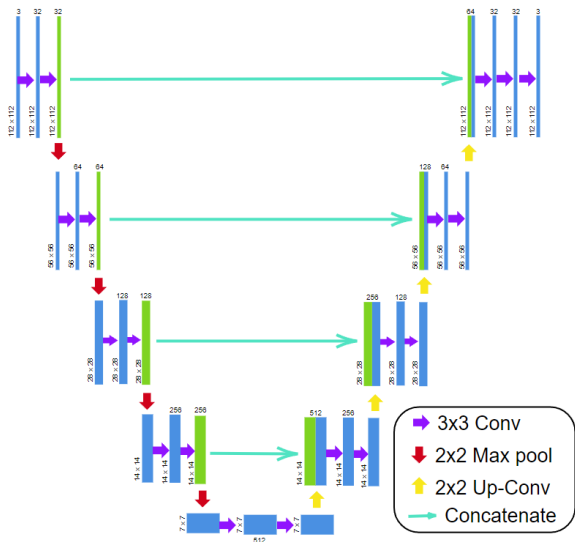 3 32 32
112 × 112 112 × 112 112 × 112
64 32 32 3
112 × 112 112 × 112 112 × 112 112 × 112
64 64
56 × 56 56 × 56 56 × 56
128 64
56 × 56 56 × 56 56 × 56
128 128
28 × 28 28 × 28 28 × 28
256 128
28 × 28 28 × 28 28 × 28
256 256
14 × 14 14 × 14 14 × 14
512 256
14 × 14 14 × 14 14 × 14
7 × 7 7 × 7 7 × 7
512
3x3 Conv
2x2 Max pool
2x2 Up-Conv
Concatenate